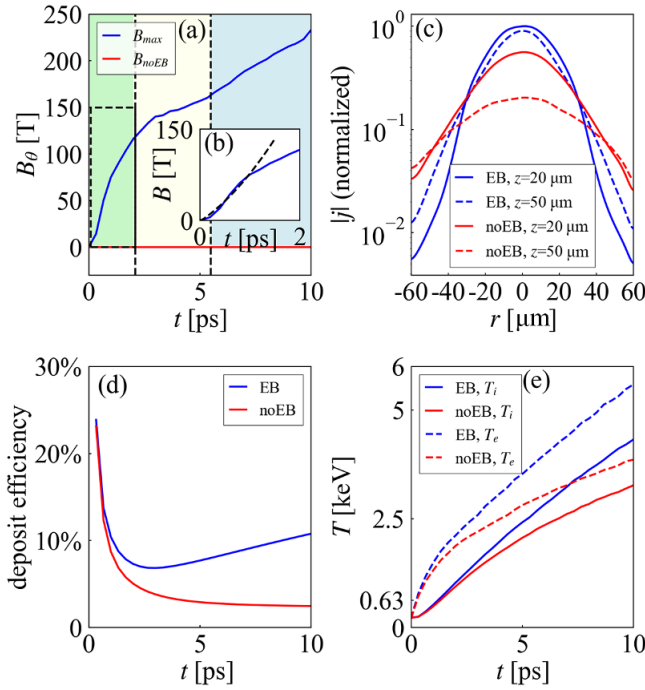 (a)
B_max
B_noEB
B_θ [T]
250
200
150
100
50
0
0
5
10
t [ps]
(b)
B [T]
150
0
0
2
t [ps]
(c)
|j| (normalized)
10⁰
10⁻¹
10⁻²
EB, z=20 μm
EB, z=50 μm
noEB, z=20 μm
noEB, z=50 μm
-60
-40
-20
0
20
40
60
r [μm]
(d)
EB
noEB
deposit efficiency
30%
20%
10%
0
0
5
10
t [ps]
(e)
EB, T_i
noEB, T_i
EB, T_e
noEB, T_e
T [keV]
6
5
2.5
0.63
0
0
5
10
t [ps]